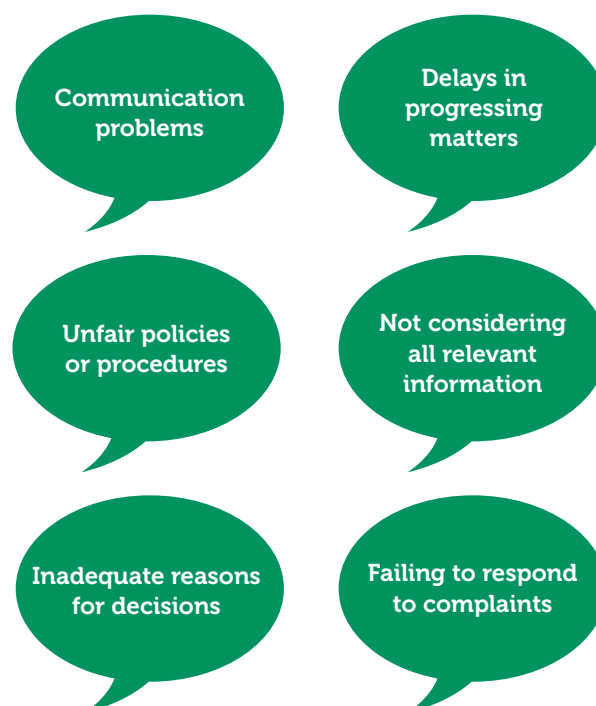 Communication
problems
Delays in
progressing
matters
Unfair policies
or procedures
Not considering
all relevant
information
Inadequate reasons
for decisions
Failing to respond
to complaints